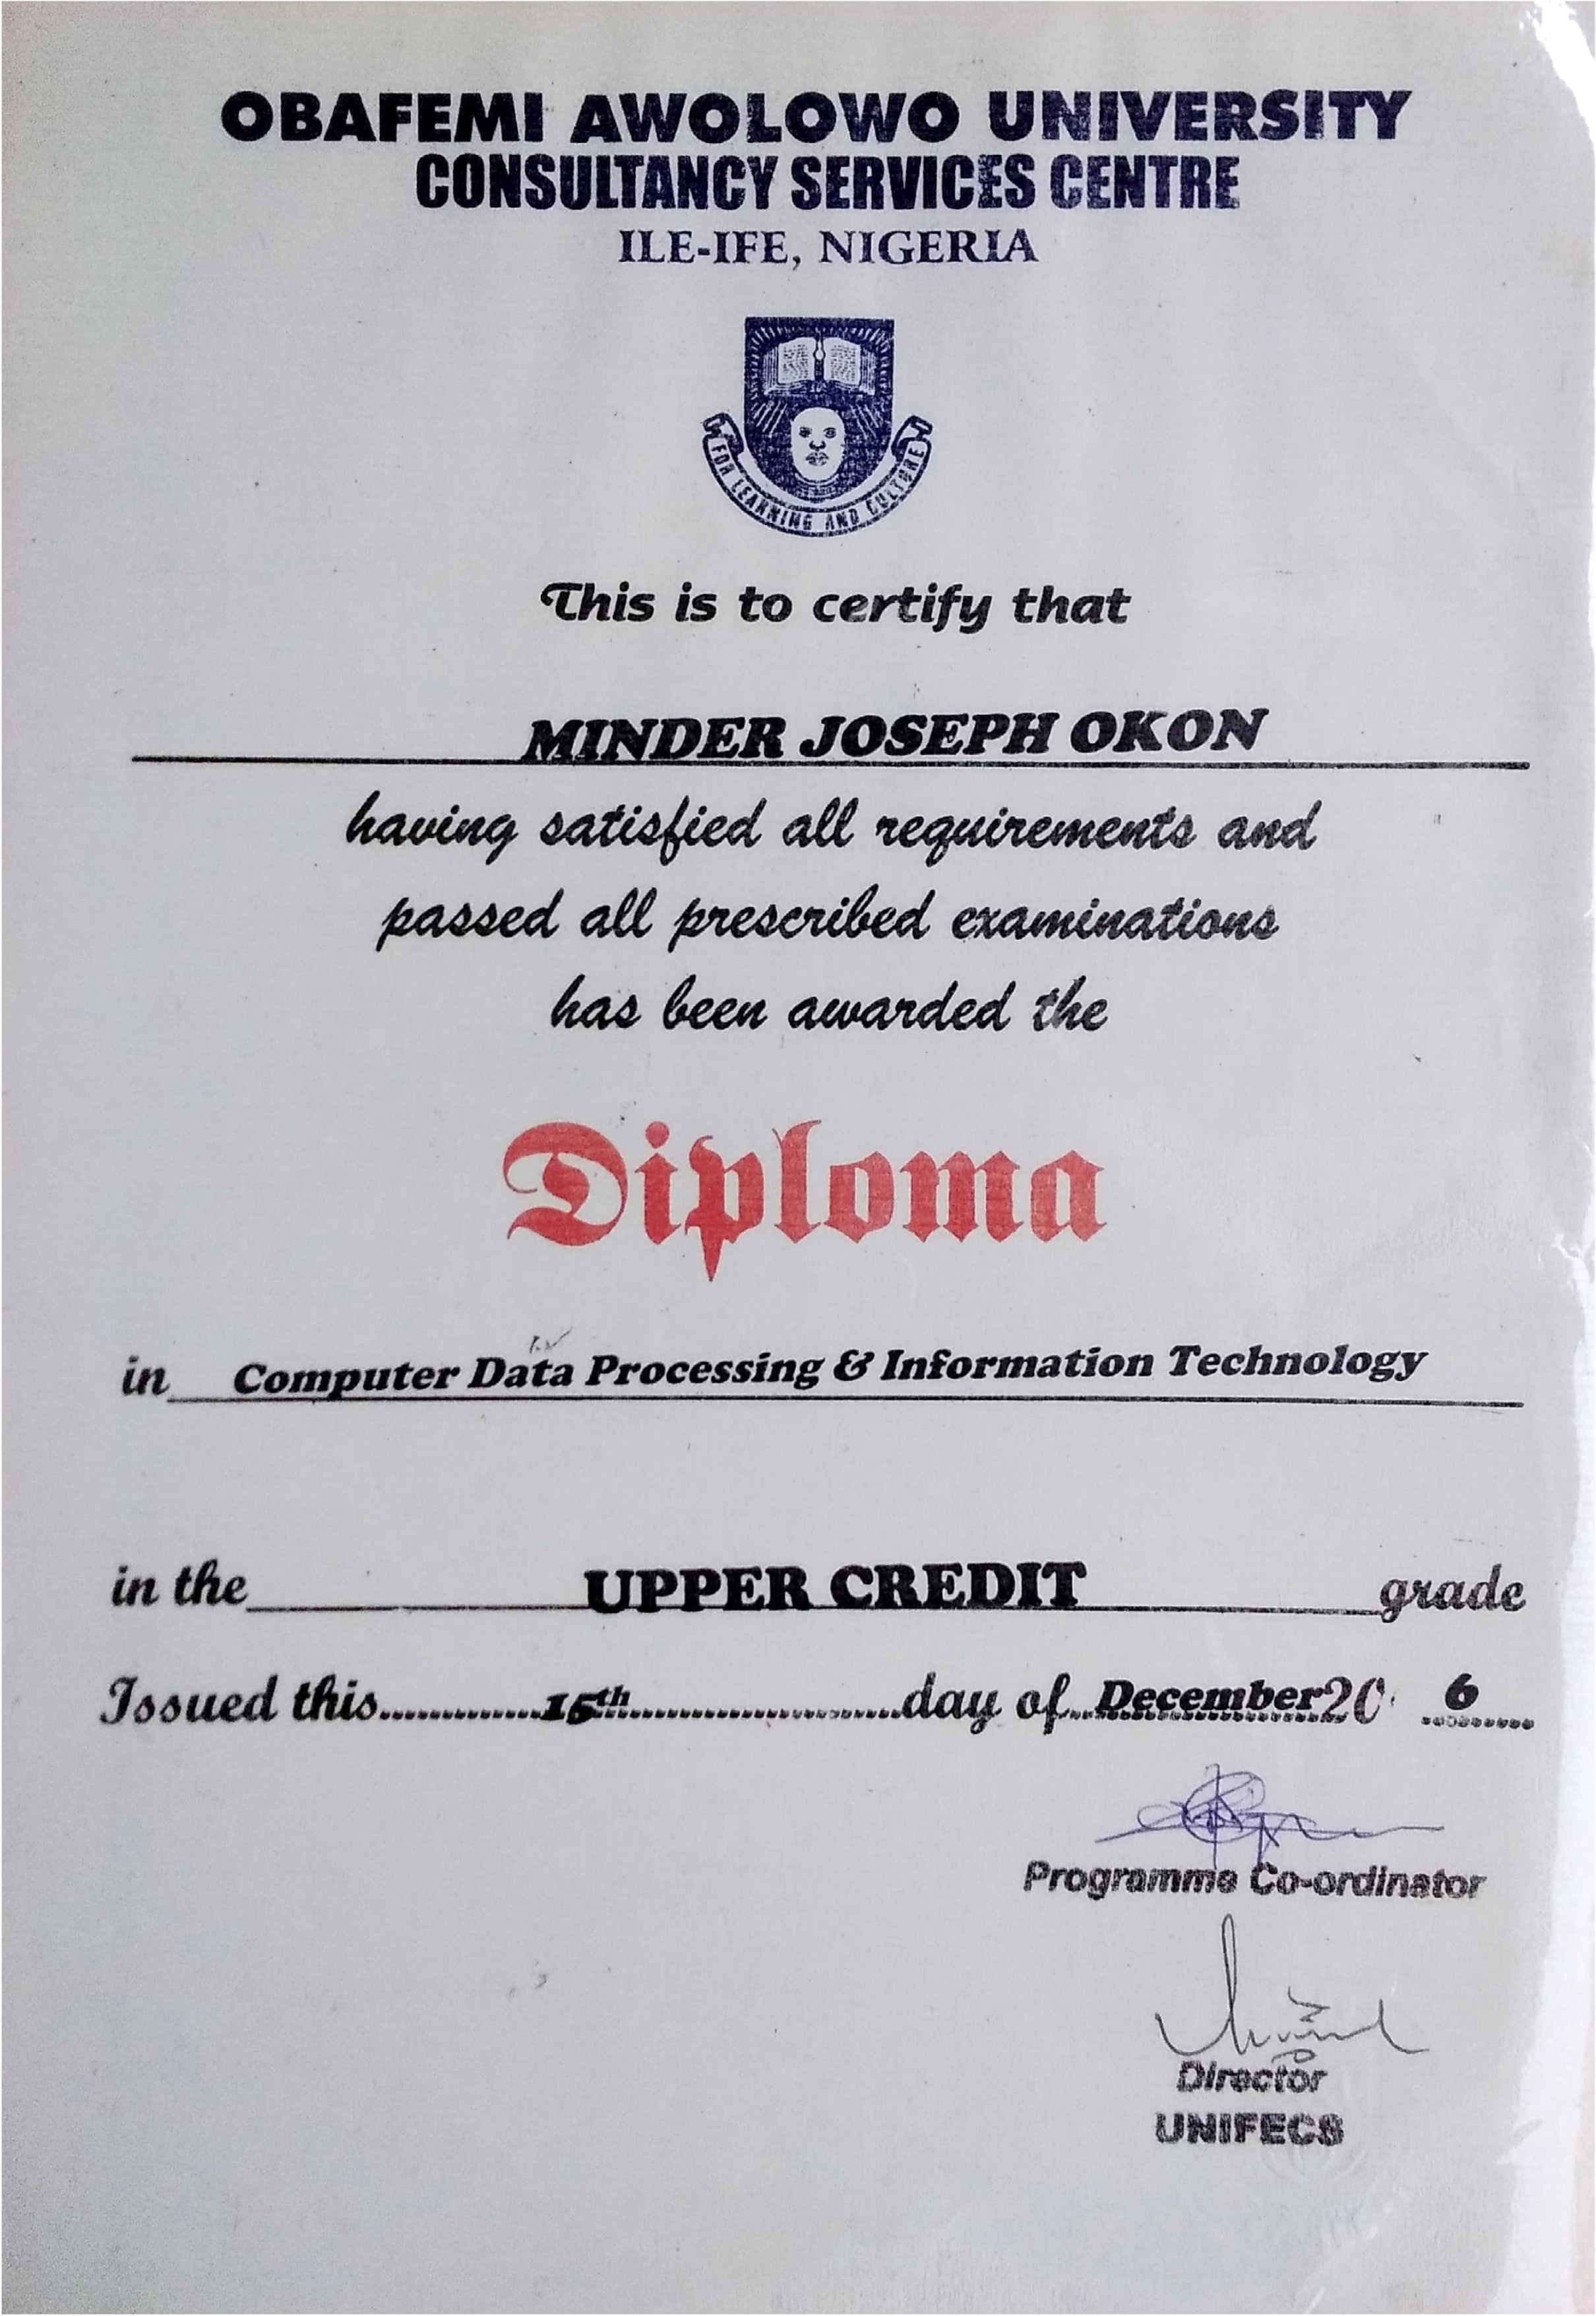 OBAFEMI AWOLOWO UNIVERSITY
CONSULTANCY SERVICES CENTRE
ILE-IFE, NIGERIA
FOR LEARNING AND CULTURE
This is to certify that
MINDER JOSEPH OKON
having satisfied all requirements and
passed all prescribed examinations
has been awarded the
Diploma
in Computer Data Processing & Information Technology
in the UPPER CREDIT grade
Issued this 15th day of December 20 6
Programme Co-ordinator
Director
UNIFECS